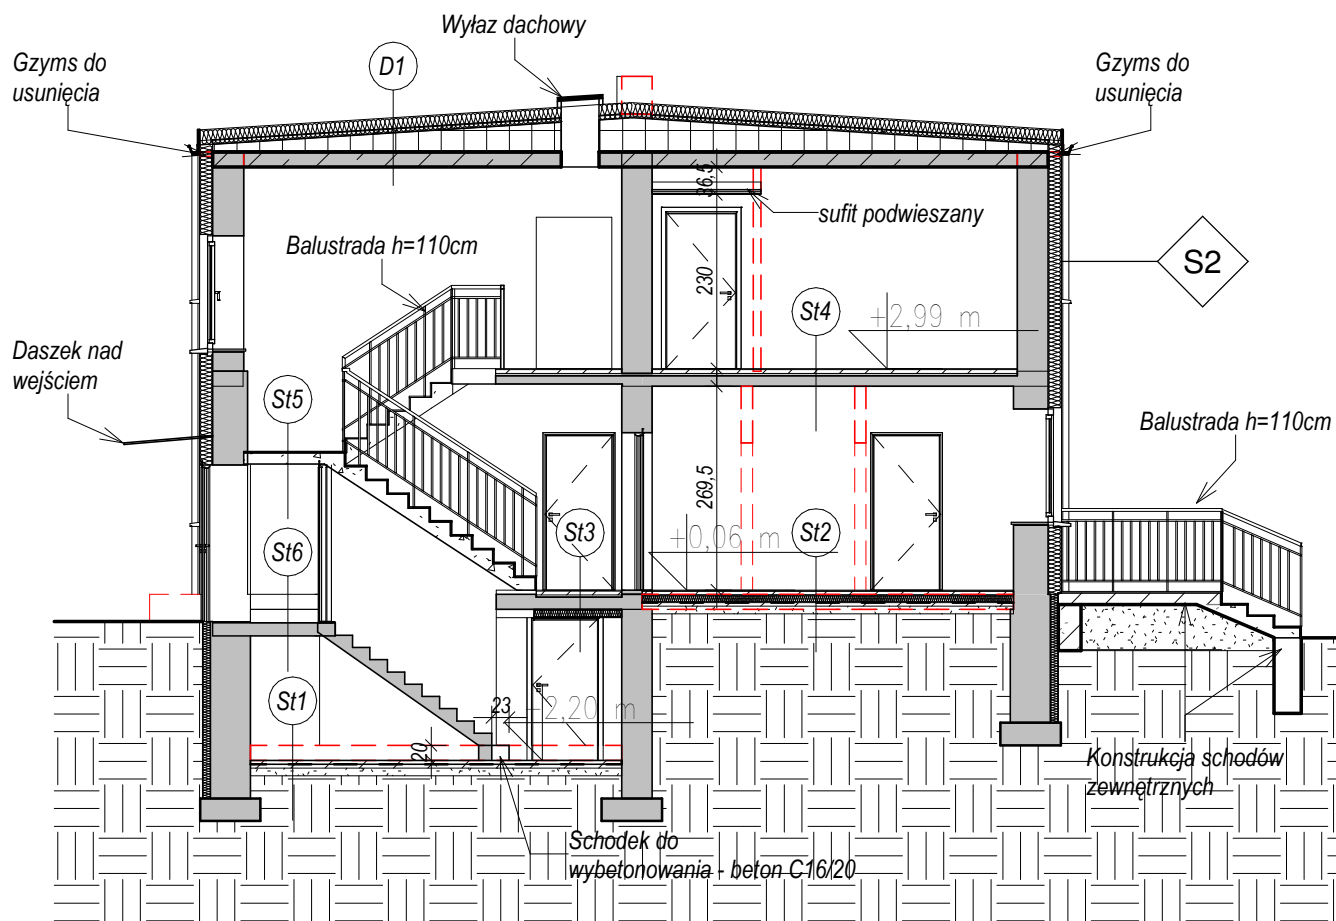 Wyłaz dachowy
Gzyms do
usunięcia
D1
Gzyms do
usunięcia
36,5
sufit podwieszany
Balustrada h=110cm
S2
230
St4
+2,99 m
Daszek nad
wejściem
St5
Balustrada h=110cm
269,5
St3
+0,06 m
St2
St6
St1
23
-2,20 m
20
Konstrukcja schodów
zewnętrznych
Schodek do
wybetonowania - beton C16/20